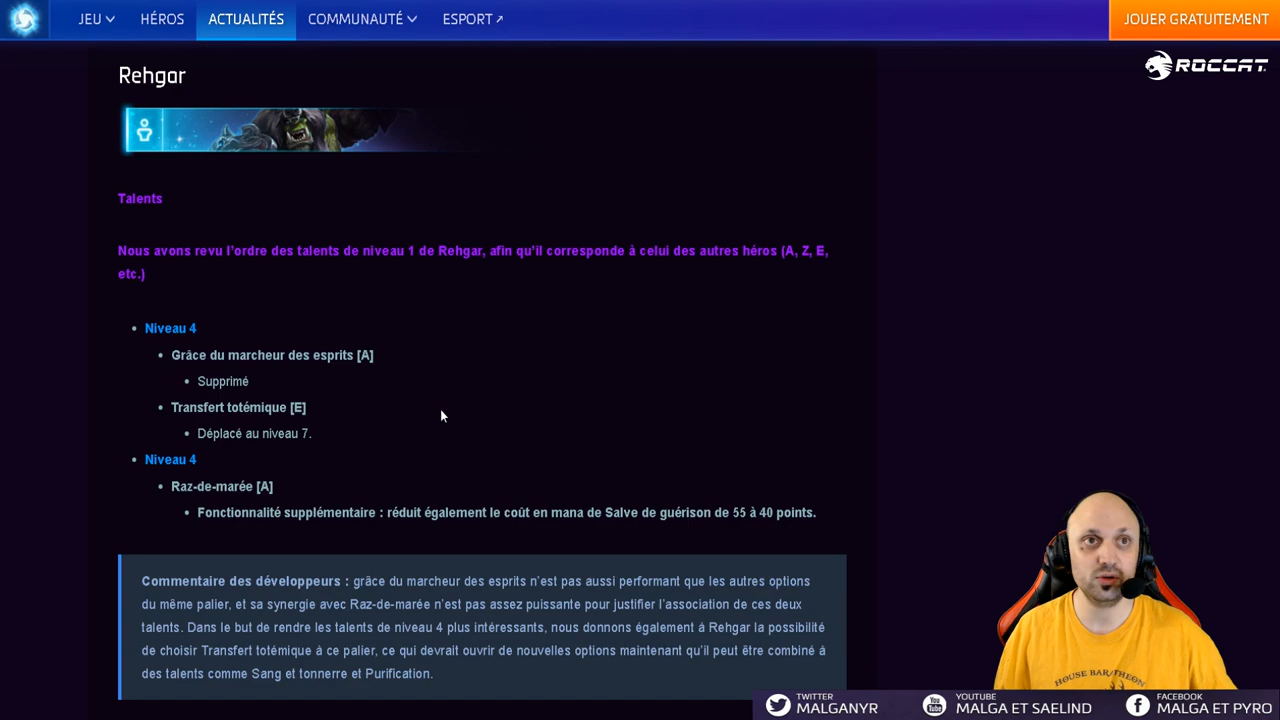 JEU HÉROS ACTUALITÉS COMMUNAUTÉ ESPORT JOUER GRATUITEMENT
ROCCAT
Rehgar
Talents
Nous avons revu l'ordre des talents de niveau 1 de Rehgar, afin qu'il corresponde à celui des autres héros (A, Z, E,
etc.)
Niveau 4
Grâce du marcheur des esprits [A]
Supprimé
Transfert totémique [E]
Déplacé au niveau 7.
Niveau 4
Raz-de-marée [A]
Fonctionnalité supplémentaire : réduit également le coût en mana de Salve de guérison de 55 à 40 points.
Commentaire des développeurs : grâce du marcheur des esprits n'est pas aussi performant que les autres options
du même palier, et sa synergie avec Raz-de-marée n'est pas assez puissante pour justifier l'association de ces deux
talents. Dans le but de rendre les talents de niveau 4 plus intéressants, nous donnons également à Rehgar la possibilité
de choisir Transfert totémique à ce palier, ce qui devrait ouvrir de nouvelles options maintenant qu'il peut être combiné à
des talents comme Sang et tonnerre et Purification.
HOUSE BARATHEON
TWITTER
MALGANYR
YOUTUBE
MALGA ET SAELIND
FACEBOOK
MALGA ET PYRO